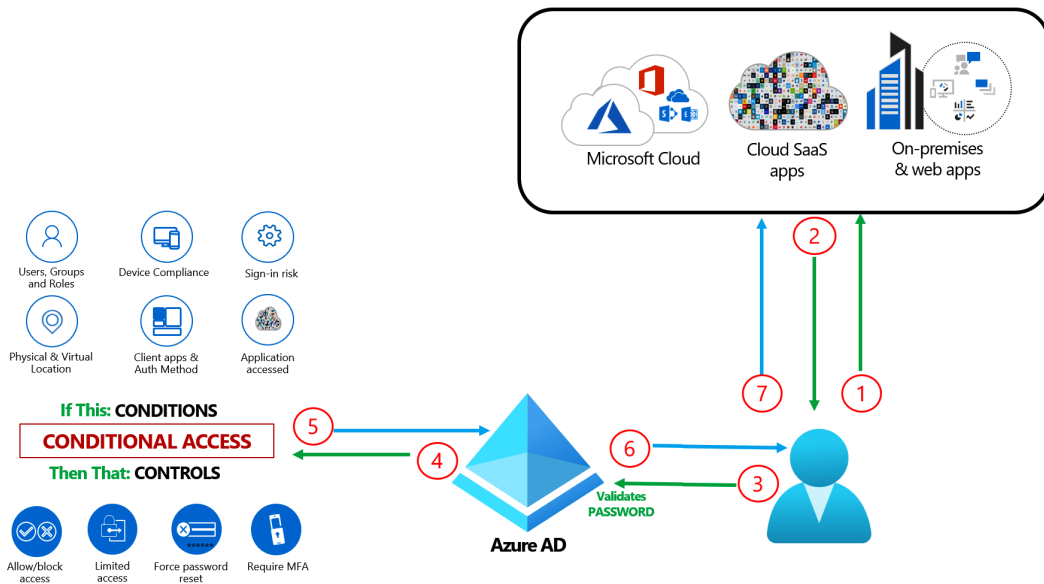 Microsoft Cloud
Cloud SaaS
apps
On-premises
& web apps
S
E
2
7
1
Users, Groups
and Roles
Device Compliance
Sign-in risk
Physical & Virtual
Location
Client apps &
Auth Method
Application
accessed
If This: CONDITIONS
CONDITIONAL ACCESS
Then That: CONTROLS
5
4
6
3
Validates
PASSWORD
Azure AD
******
Allow/block
access
Limited
access
Force password
reset
Require MFA